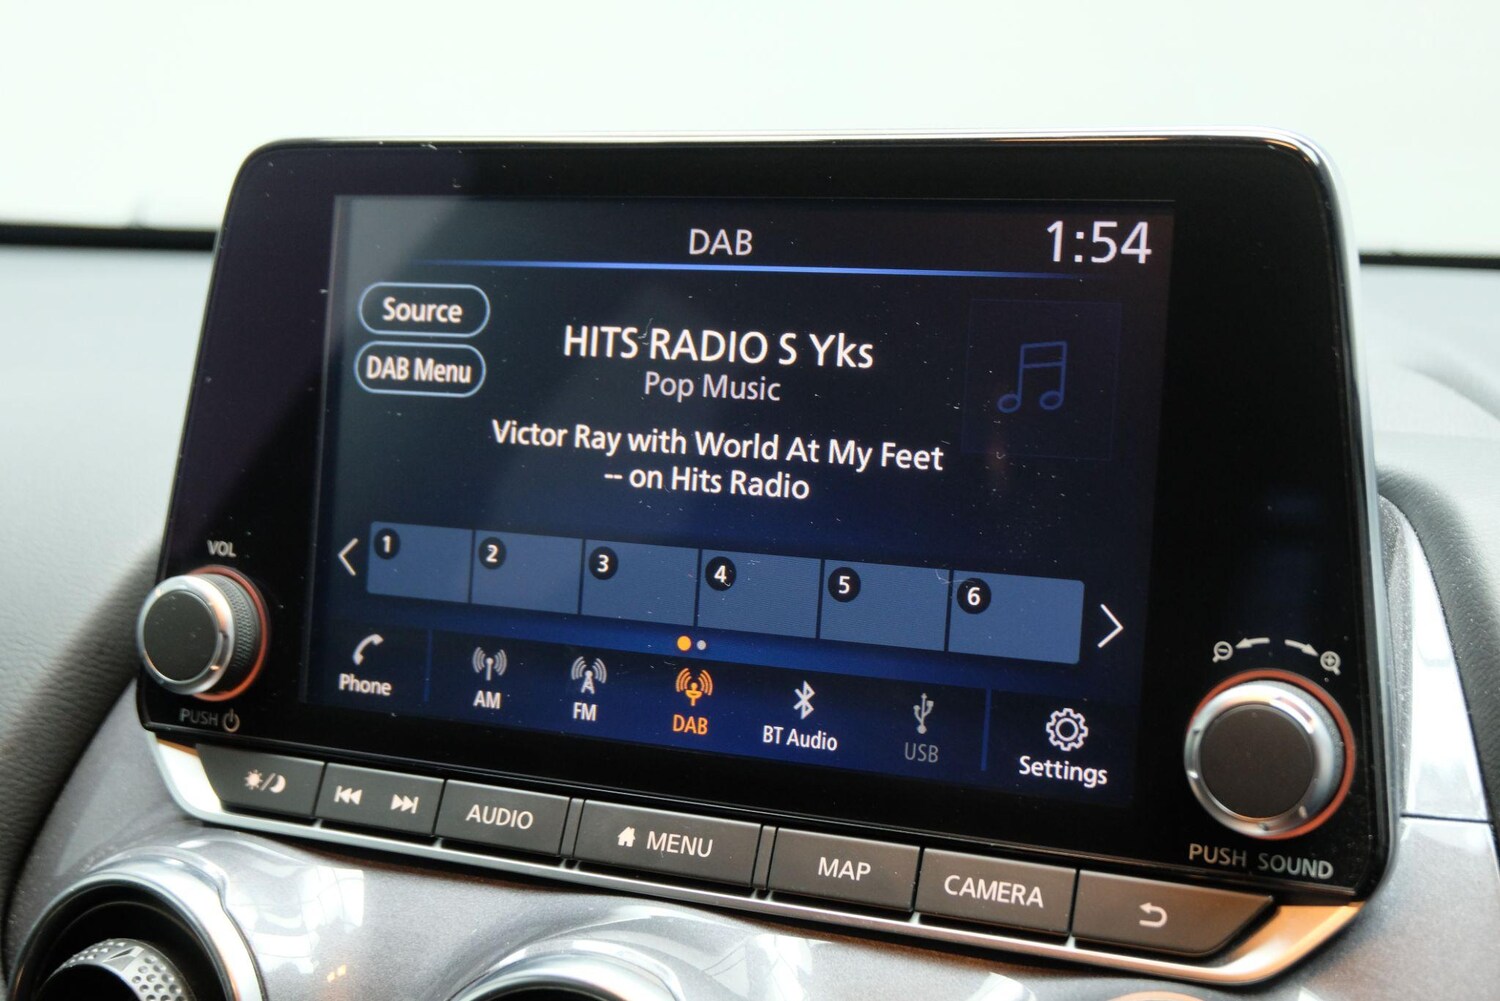 DAB
1:54
Source
DAB Menu
HITS RADIO S Yks
Pop Music
Victor Ray with World At My Feet
-- on Hits Radio
1 2 3 4 5 6
Phone
AM
FM
DAB
BT Audio
USB
Settings
VOL
PUSH
PUSH SOUND
AUDIO
MENU
MAP
CAMERA